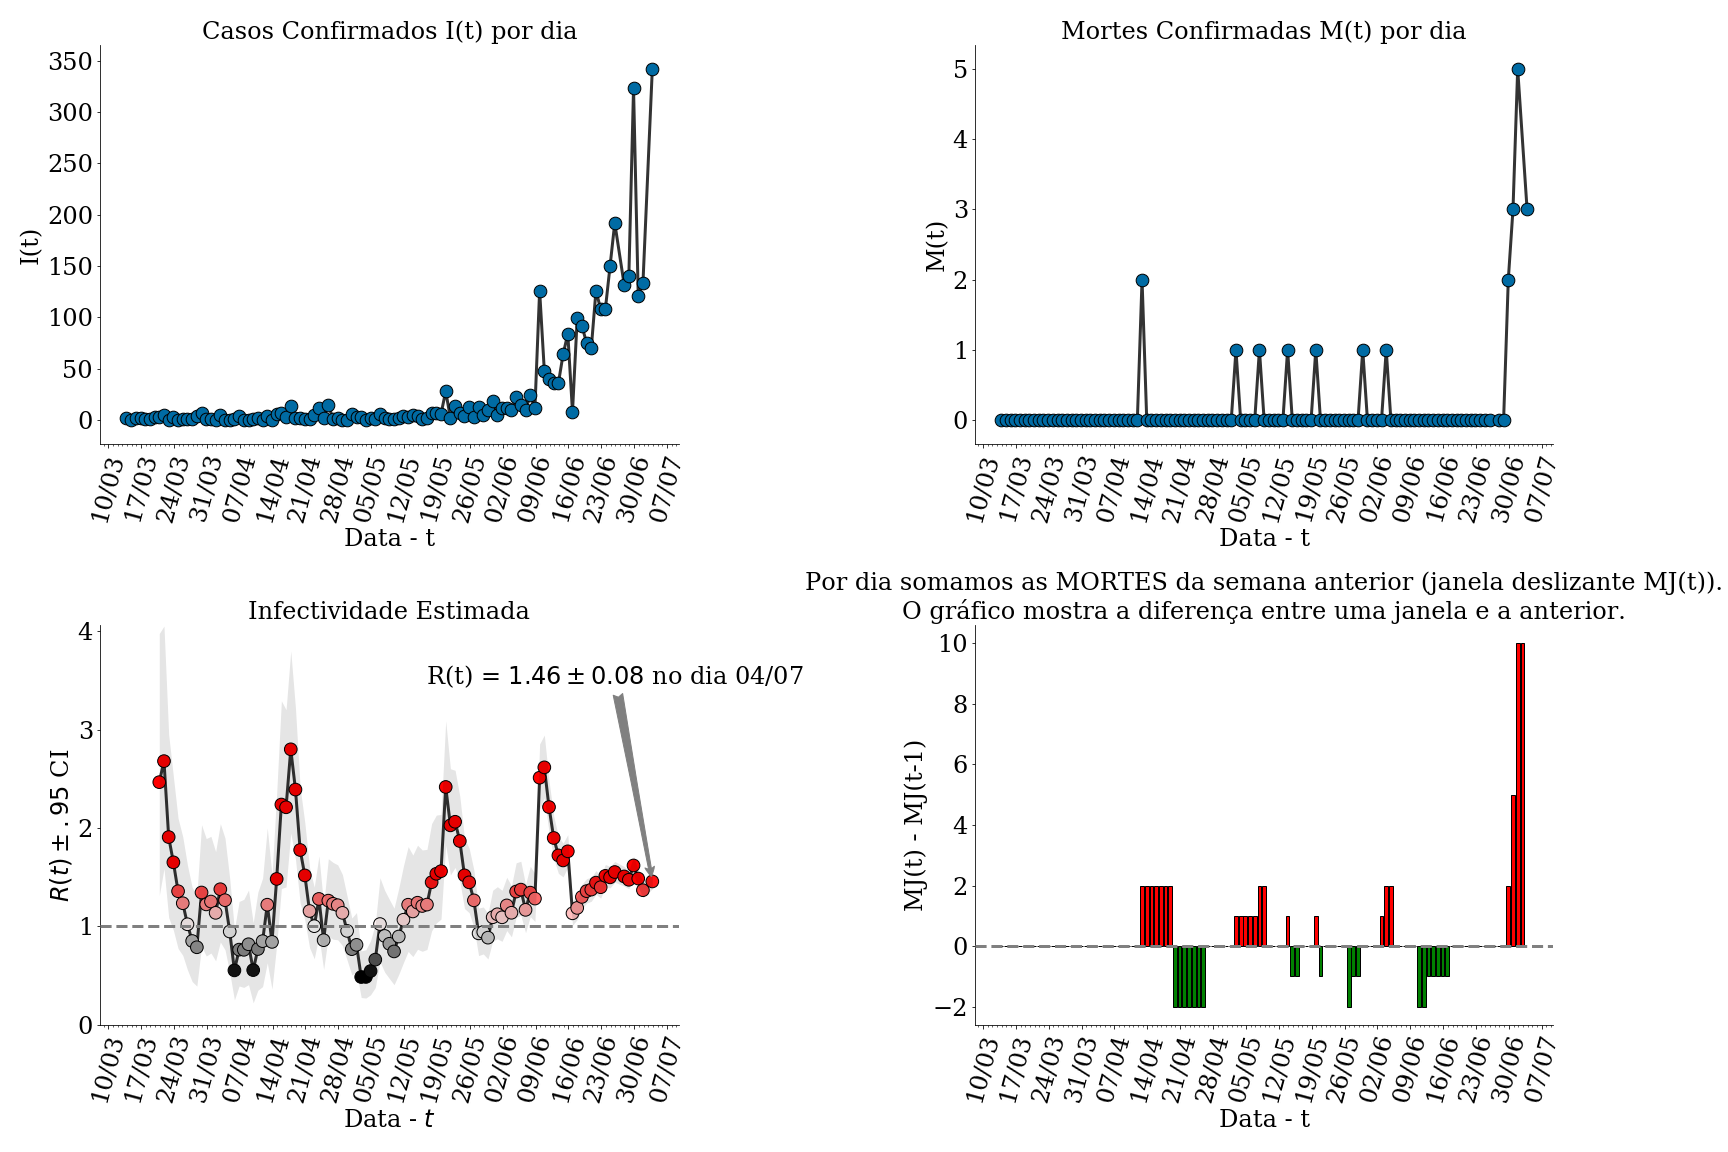 Casos Confirmados I(t) por dia
350
300
250
200
150
100
50
0
I(t)
10/03 17/03 24/03 31/03 07/04 14/04 21/04 28/04 05/05 12/05 19/05 26/05 02/06 09/06 16/06 23/06 30/06 07/07
Data - t
Mortes Confirmadas M(t) por dia
5
4
3
2
1
0
M(t)
10/03 17/03 24/03 31/03 07/04 14/04 21/04 28/04 05/05 12/05 19/05 26/05 02/06 09/06 16/06 23/06 30/06 07/07
Data - t
Infectividade Estimada
R(t) = 1.46 ± 0.08 no dia 04/07
4
3
2
1
0
R(t) ± .95 CI
10/03 17/03 24/03 31/03 07/04 14/04 21/04 28/04 05/05 12/05 19/05 26/05 02/06 09/06 16/06 23/06 30/06 07/07
Data - t
Por dia somamos as MORTES da semana anterior (janela deslizante MJ(t)).
O gráfico mostra a diferença entre uma janela e a anterior.
10
8
6
4
2
0
−2
MJ(t) - MJ(t-1)
10/03 17/03 24/03 31/03 07/04 14/04 21/04 28/04 05/05 12/05 19/05 26/05 02/06 09/06 16/06 23/06 30/06 07/07
Data - t